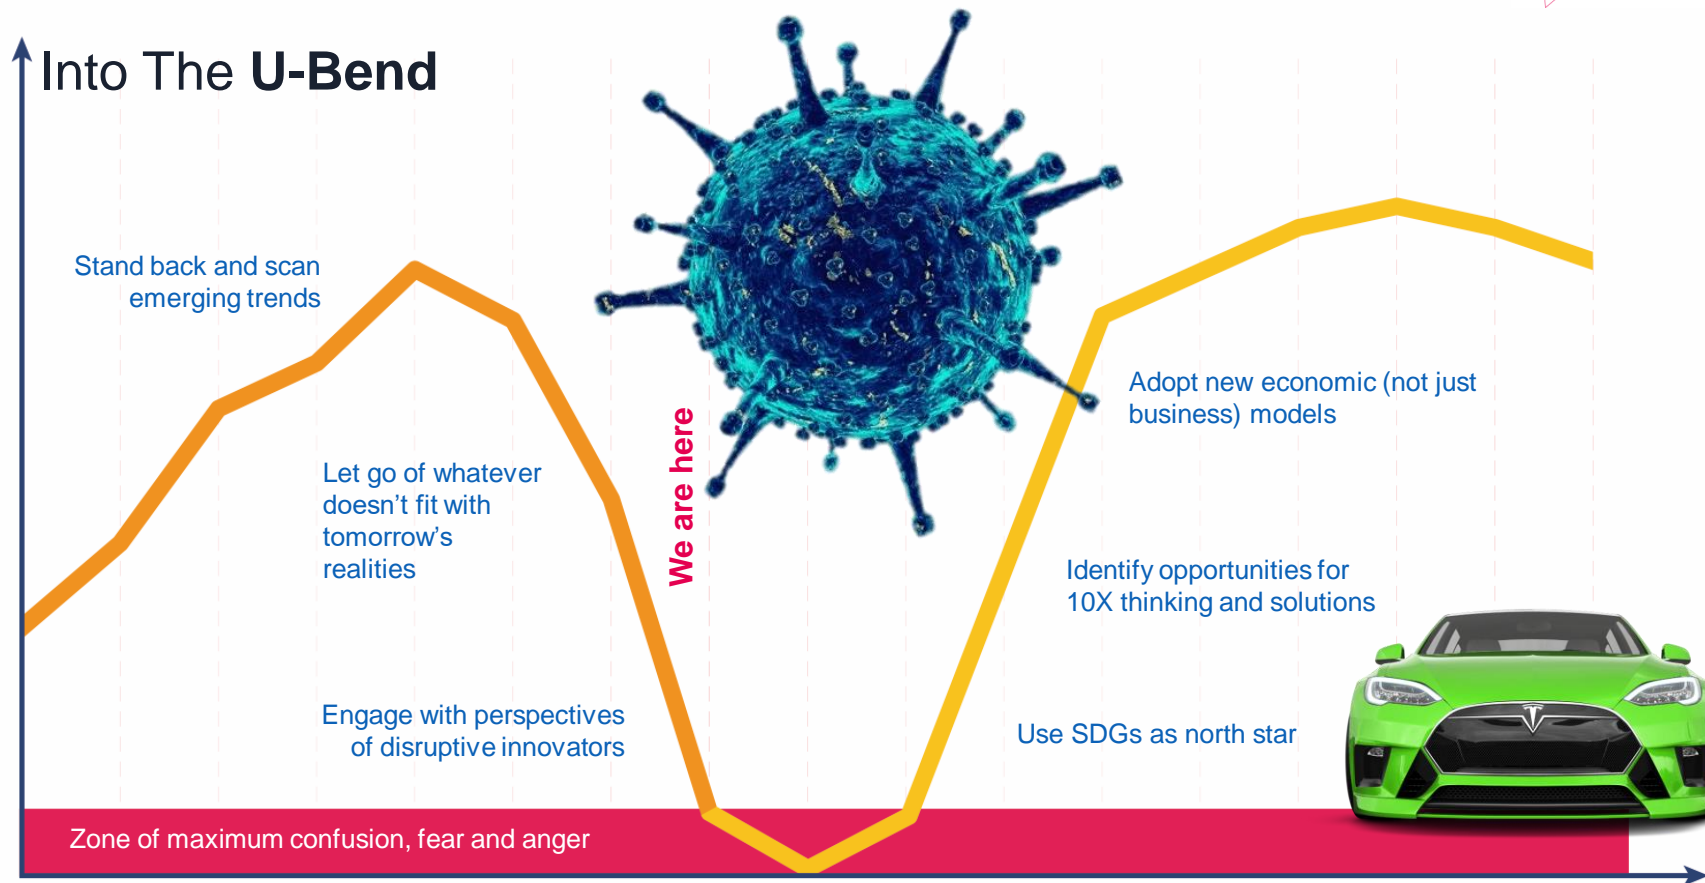 Into The U-Bend
Stand back and scan
emerging trends
Let go of whatever
doesn’t fit with
tomorrow’s
realities
Engage with perspectives
of disruptive innovators
We are here
Adopt new economic (not just
business) models
Identify opportunities for
10X thinking and solutions
Use SDGs as north star
Zone of maximum confusion, fear and anger